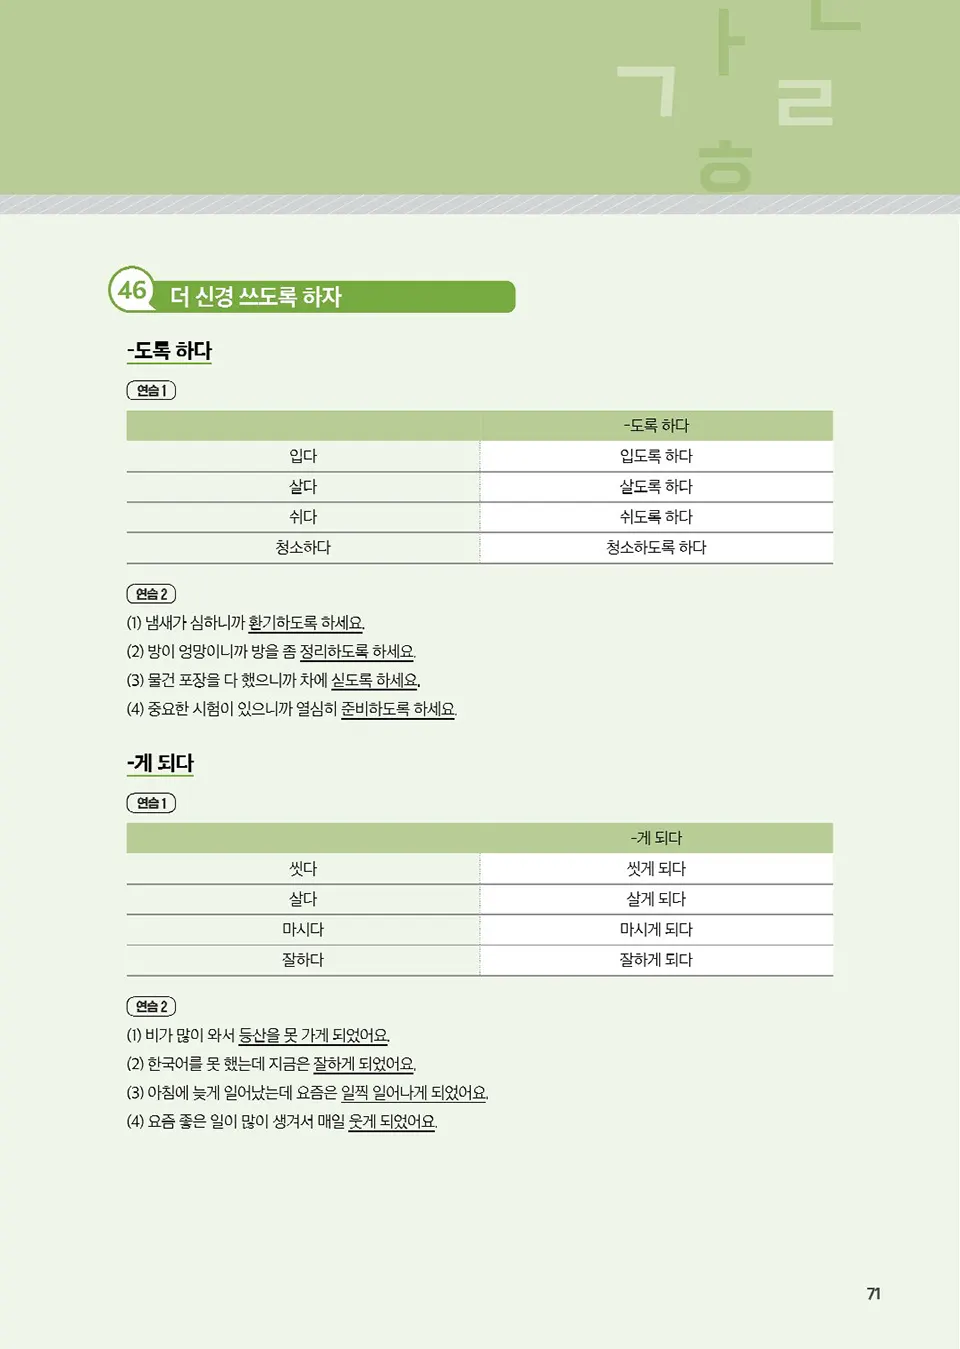 가 ㄴ
ㄱ ㄹ
ㅎ
46 더 신경 쓰도록 하자
-도록 하다
연습 1
-도록 하다
입다 입도록 하다
살다 살도록 하다
쉬다 쉬도록 하다
청소하다 청소하도록 하다
연습 2
(1) 냄새가 심하니까 환기하도록 하세요.
(2) 방이 엉망이니까 방을 좀 정리하도록 하세요.
(3) 물건 포장을 다 했으니까 차에 싣도록 하세요.
(4) 중요한 시험이 있으니까 열심히 준비하도록 하세요.
-게 되다
연습 1
-게 되다
씻다 씻게 되다
살다 살게 되다
마시다 마시게 되다
잘하다 잘하게 되다
연습 2
(1) 비가 많이 와서 등산을 못 가게 되었어요.
(2) 한국어를 못 했는데 지금은 잘하게 되었어요.
(3) 아침에 늦게 일어났는데 요즘은 일찍 일어나게 되었어요.
(4) 요즘 좋은 일이 많이 생겨서 매일 웃게 되었어요.
71